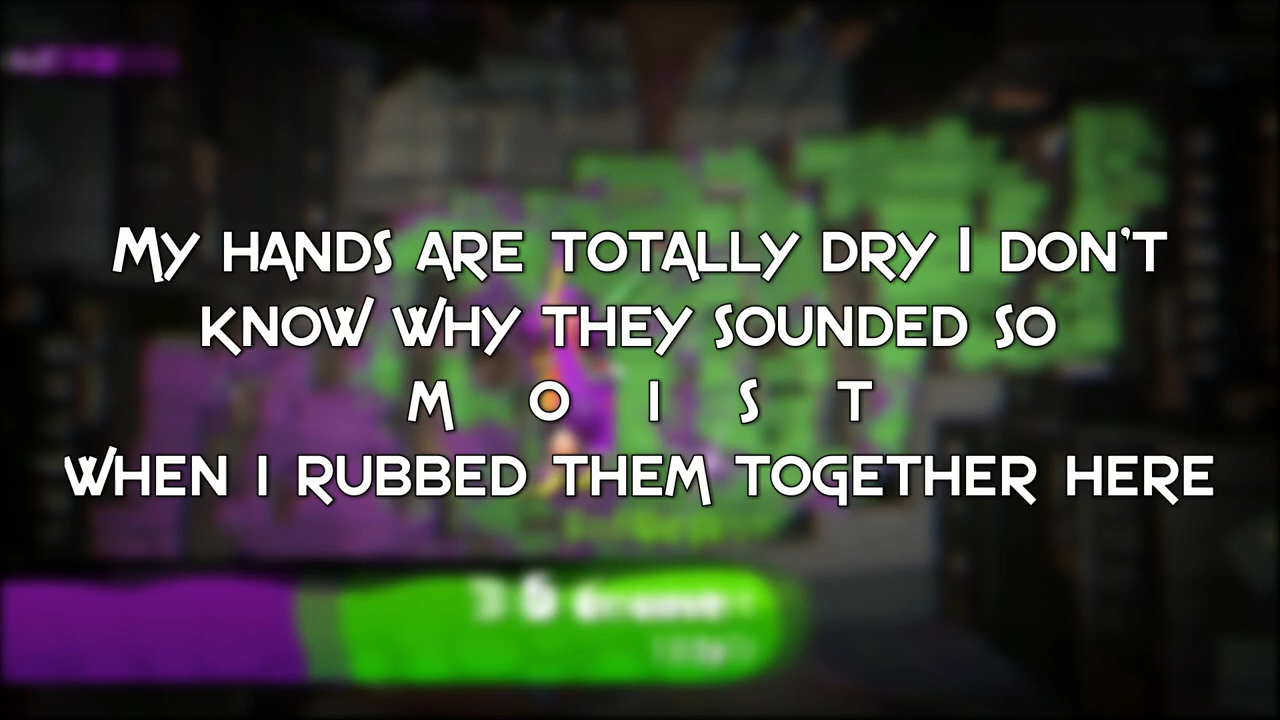 My hands are totally dry I don't
know why they sounded so
M O I S T
when I rubbed them together here